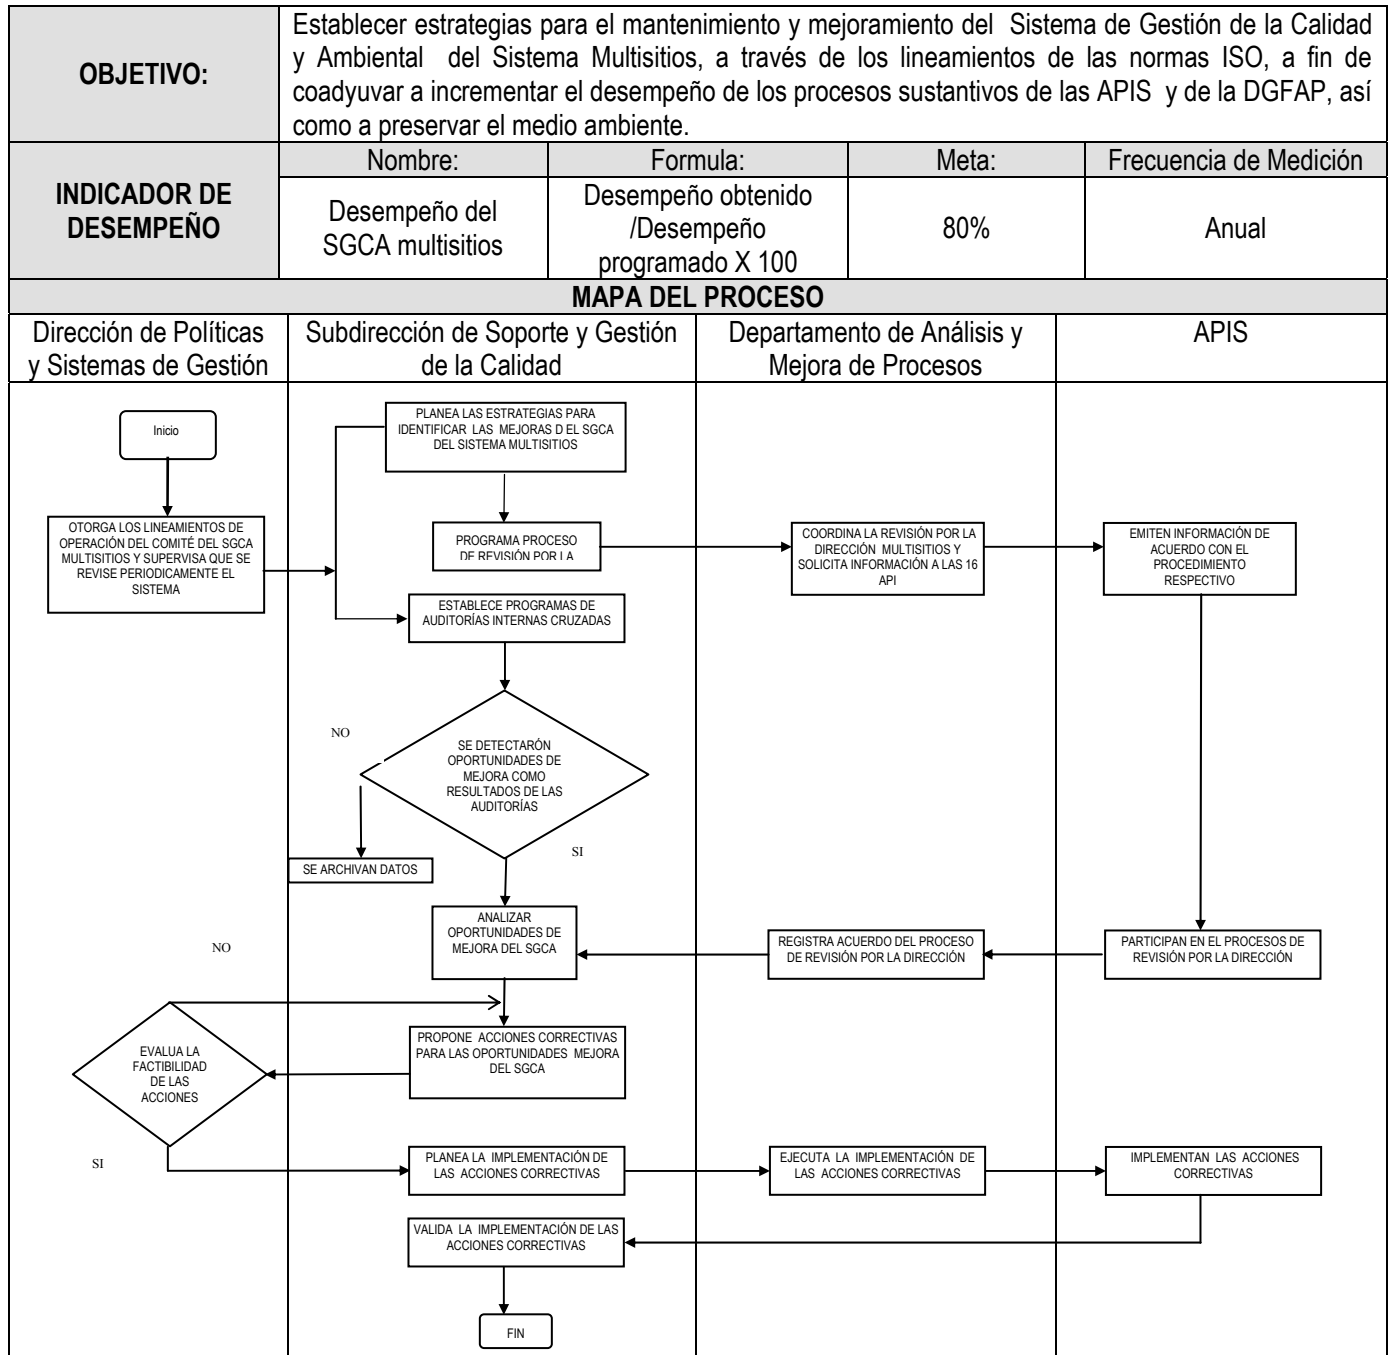 OBJETIVO:
Establecer estrategias para el mantenimiento y mejoramiento del Sistema de Gestión de la Calidad
y Ambiental del Sistema Multisitios, a través de los lineamientos de las normas ISO, a fin de
coadyuvar a incrementar el desempeño de los procesos sustantivos de las APIS y de la DGFAP, así
como a preservar el medio ambiente.
INDICADOR DE
DESEMPEÑO
Nombre:
Formula:
Meta:
Frecuencia de Medición
Desempeño del
SGCA multisitios
Desempeño obtenido
/Desempeño
programado X 100
80%
Anual
MAPA DEL PROCESO
Dirección de Políticas
y Sistemas de Gestión
Subdirección de Soporte y Gestión
de la Calidad
Departamento de Análisis y
Mejora de Procesos
APIS
Inicio
PLANEA LAS ESTRATEGIAS PARA
IDENTIFICAR LAS MEJORAS D EL SGCA
DEL SISTEMA MULTISITIOS
OTORGA LOS LINEAMIENTOS DE
OPERACIÓN DEL COMITÉ DEL SGCA
MULTISITIOS Y SUPERVISA QUE SE
REVISE PERIODICAMENTE EL
SISTEMA
PROGRAMA PROCESO
DE REVISIÓN POR LA
COORDINA LA REVISIÓN POR LA
DIRECCIÓN MULTISITIOS Y
SOLICITA INFORMACIÓN A LAS 16
API
EMITEN INFORMACIÓN DE
ACUERDO CON EL
PROCEDIMIENTO
RESPECTIVO
ESTABLECE PROGRAMAS DE
AUDITORÍAS INTERNAS CRUZADAS
NO
SE DETECTARÓN
OPORTUNIDADES DE
MEJORA COMO
RESULTADOS DE LAS
AUDITORÍAS
SI
SE ARCHIVAN DATOS
ANALIZAR
OPORTUNIDADES DE
MEJORA DEL SGCA
REGISTRA ACUERDO DEL PROCESO
DE REVISIÓN POR LA DIRECCIÓN
PARTICIPAN EN EL PROCESOS DE
REVISIÓN POR LA DIRECCIÓN
NO
EVALUA LA
FACTIBILIDAD
DE LAS
ACCIONES
PROPONE ACCIONES CORRECTIVAS
PARA LAS OPORTUNIDADES MEJORA
DEL SGCA
SI
PLANEA LA IMPLEMENTACIÓN DE
LAS ACCIONES CORRECTIVAS
EJECUTA LA IMPLEMENTACIÓN DE
LAS ACCIONES CORRECTIVAS
IMPLEMENTAN LAS ACCIONES
CORRECTIVAS
VALIDA LA IMPLEMENTACIÓN DE LAS
ACCIONES CORRECTIVAS
FIN